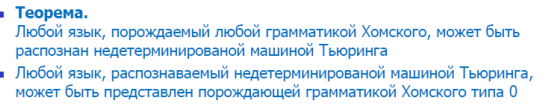 Теорема.
Любой язык, порождаемый любой грамматикой Хомского, может быть
распознан недетерминированой машиной Тьюринга
Любой язык, распознаваемый недетерминированой машиной Тьюринга,
может быть представлен порождающей грамматикой Хомского типа 0